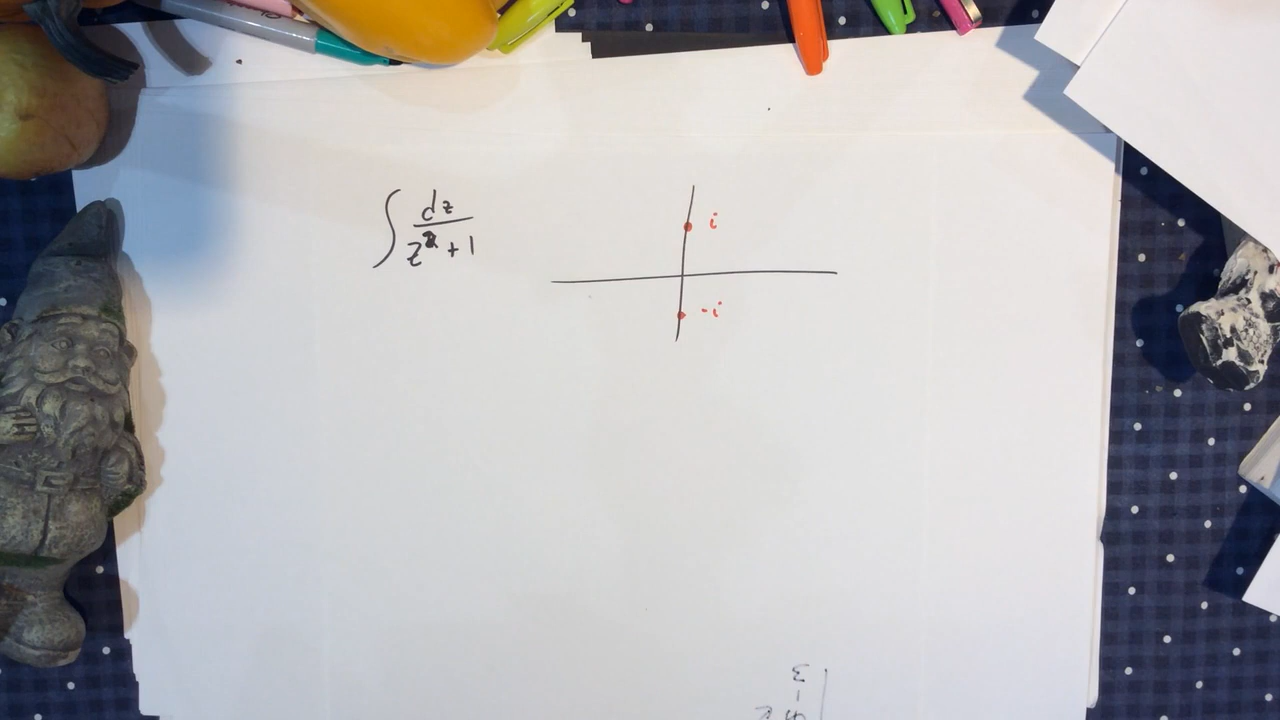 ∫ dz / (z² + 1)
i
-i